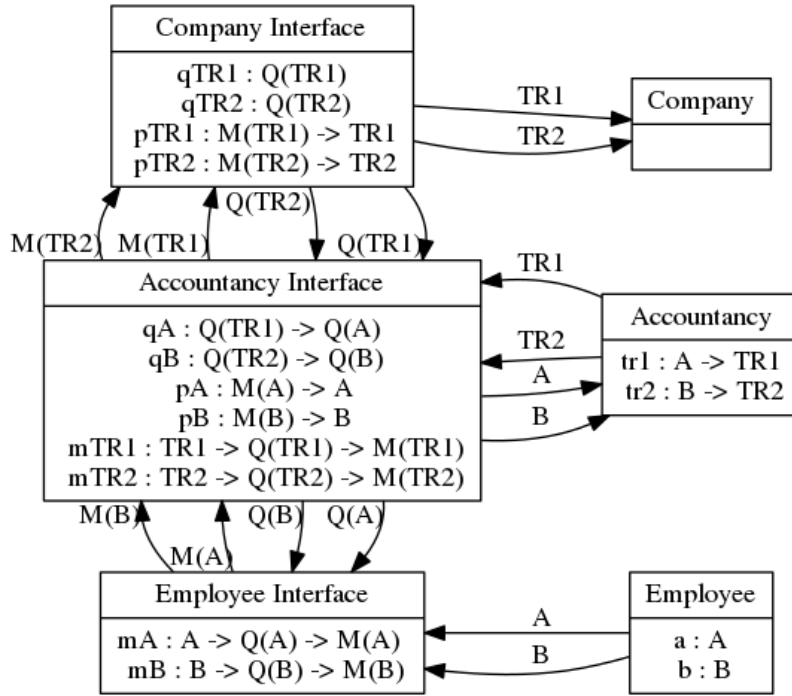 Company Interface
qTR1 : Q(TR1)
qTR2 : Q(TR2)
pTR1 : M(TR1) -> TR1
pTR2 : M(TR2) -> TR2
TR1
TR2
Company
M(TR2)
M(TR1)
Q(TR2)
Q(TR1)
Accountancy Interface
qA : Q(TR1) -> Q(A)
qB : Q(TR2) -> Q(B)
pA : M(A) -> A
pB : M(B) -> B
mTR1 : TR1 -> Q(TR1) -> M(TR1)
mTR2 : TR2 -> Q(TR2) -> M(TR2)
TR1
TR2
A
B
Accountancy
tr1 : A -> TR1
tr2 : B -> TR2
M(B)
M(A)
Q(B)
Q(A)
Employee Interface
mA : A -> Q(A) -> M(A)
mB : B -> Q(B) -> M(B)
A
B
Employee
a : A
b : B